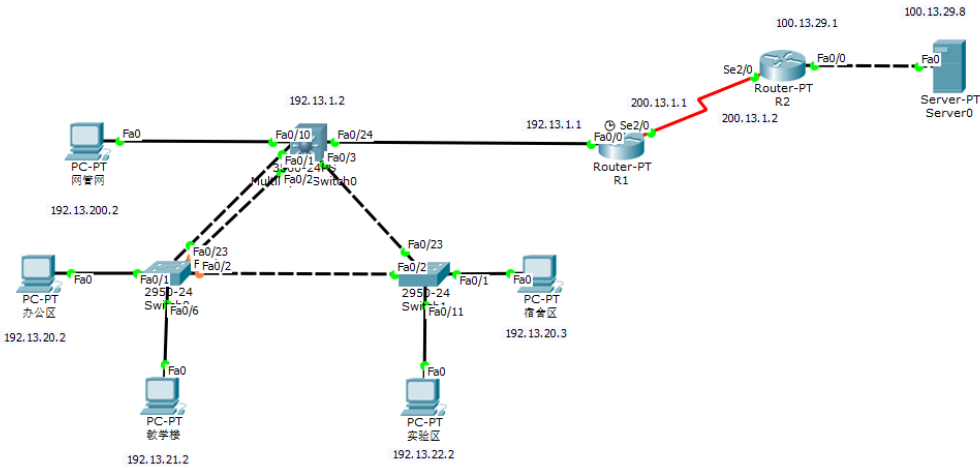 100.13.29.8
100.13.29.1
Fa0/0
Fa0
Se2/0
Router-PT
R2
Server-PT
Server0
192.13.1.2
200.13.1.1
200.13.1.2
192.13.1.1
Se2/0
Fa0/0
Router-PT
R1
Fa0
Fa0/10
Fa0/24
Fa0/1
Fa0/3
Fa0/2
Switch0
PC-PT
网管网
192.13.200.2
Fa0/23
Fa0/23
Fa0/2
Fa0/2
Fa0
Fa0/1
Fa0/1
Fa0
PC-PT
办公区
2950-24
2950-24
PC-PT
宿舍区
Fa0/6
Fa0/11
192.13.20.2
192.13.20.3
Fa0
Fa0
PC-PT
教学楼
PC-PT
实验区
192.13.21.2
192.13.22.2